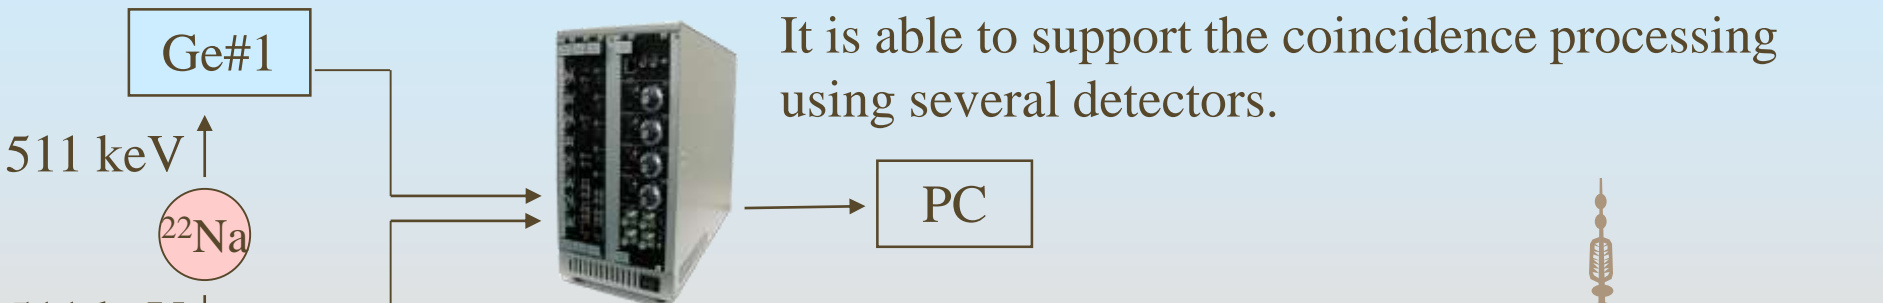 Ge#1
It is able to support the coincidence processing
using several detectors.
511 keV
PC
²²Na